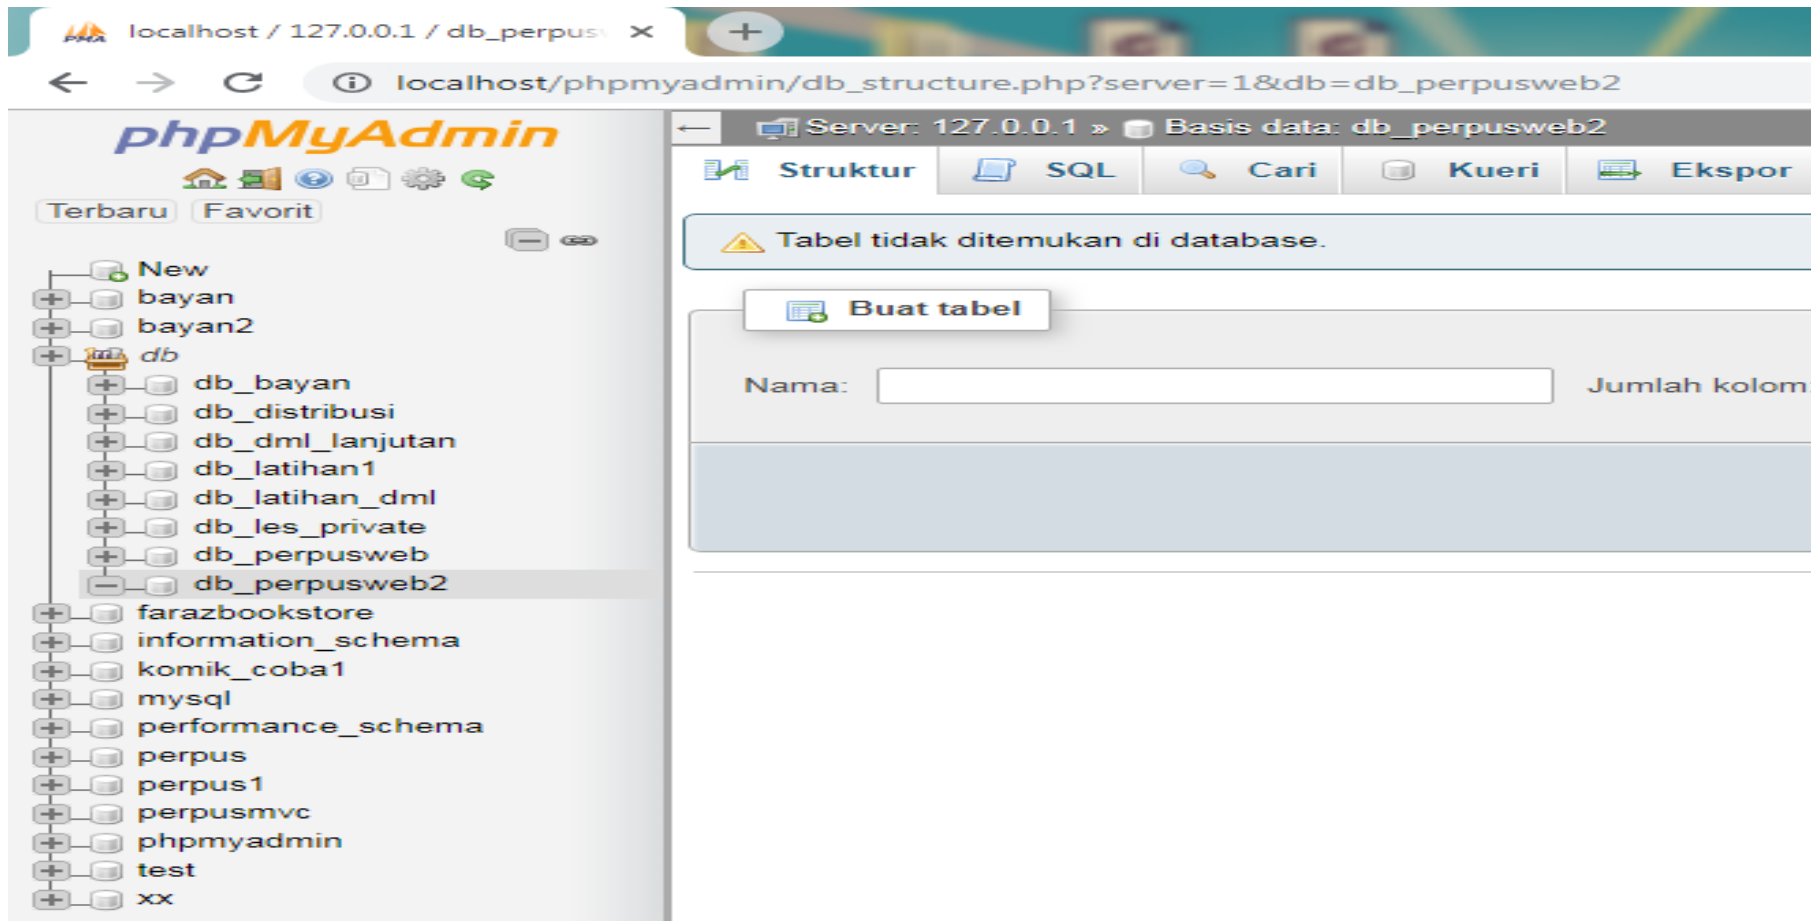 localhost / 127.0.0.1 / db_perpus
localhost/phpmyadmin/db_structure.php?server=1&db=db_perpusweb2
phpMyAdmin
Terbaru Favorit
New
bayan
bayan2
db
db_bayan
db_distribusi
db_dml_lanjutan
db_latihan1
db_latihan_dml
db_les_private
db_perpusweb
db_perpusweb2
farazbookstore
information_schema
komik_coba1
mysql
performance_schema
perpus
perpus1
perpusmvc
phpmyadmin
test
xx
Server: 127.0.0.1 » Basis data: db_perpusweb2
Struktur SQL Cari Kueri Ekspor
Tabel tidak ditemukan di database.
Buat tabel
Nama: Jumlah kolom: